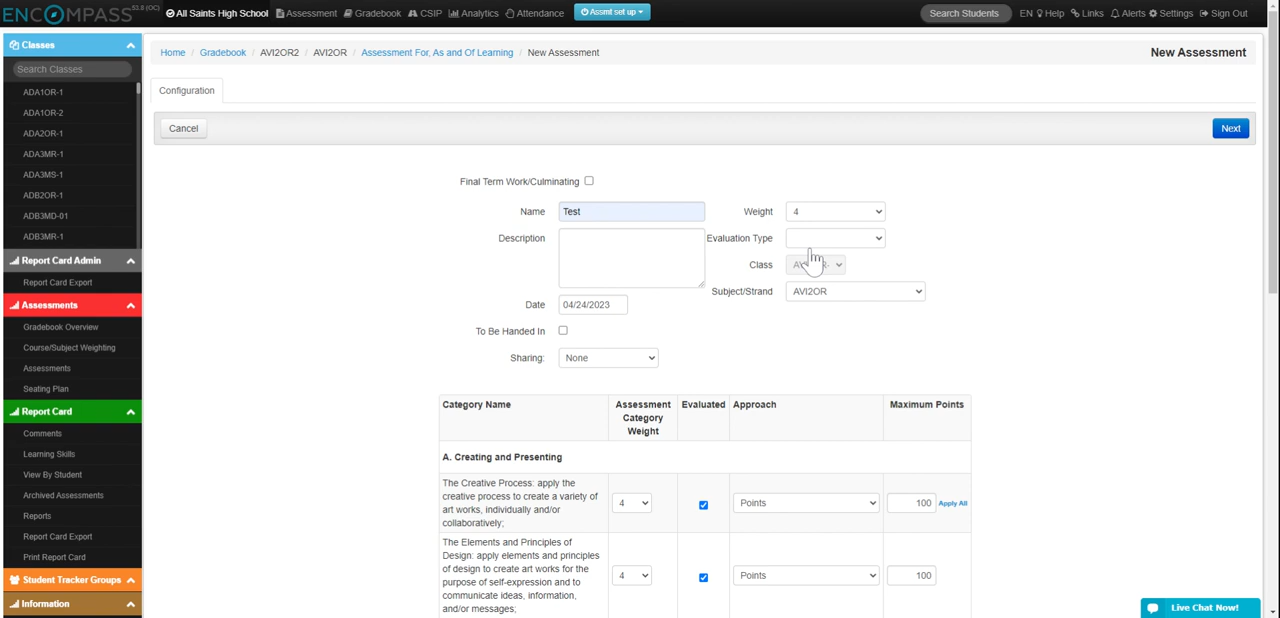 ENCOMPASS 53.8 (OC) All Saints High School Assessment Gradebook CSIP Analytics Attendance Assmt set up Search Students EN Help Links Alerts Settings Sign Out
Classes
Search Classes
ADA1OR-1
ADA1OR-2
ADA2OR-1
ADA3MR-1
ADA3MS-1
ADB2OR-1
ADB3MD-01
ADB3MR-1
Report Card Admin
Report Card Export
Assessments
Gradebook Overview
Course/Subject Weighting
Assessments
Seating Plan
Report Card
Comments
Learning Skills
View By Student
Archived Assessments
Reports
Report Card Export
Print Report Card
Student Tracker Groups
Information
Home / Gradebook / AVI2OR2 / AVI2OR / Assessment For, As and Of Learning / New Assessment New Assessment
Configuration
Cancel Next
Final Term Work/Culminating
Name Test Weight 4
Description Evaluation Type
Class
Subject/Strand AVI2OR
Date 04/24/2023
To Be Handed In
Sharing: None
Category Name Assessment Category Weight Evaluated Approach Maximum Points
A. Creating and Presenting
The Creative Process: apply the
creative process to create a variety of
art works, individually and/or
collaboratively;
4 Points 100 Apply All
The Elements and Principles of
Design: apply elements and principles
of design to create art works for the
purpose of self-expression and to
communicate ideas, information,
and/or messages;
4 Points 100
Live Chat Now!